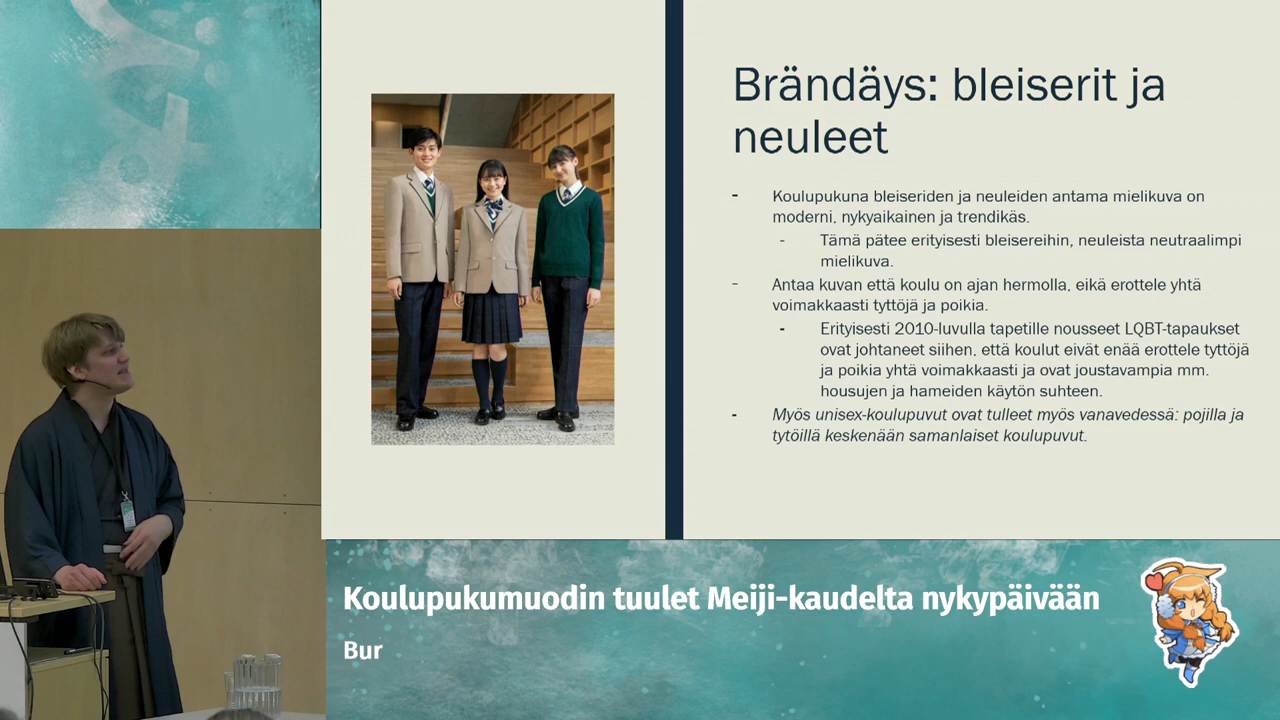 Brändäys: bleiserit ja
neuleet
- Koulupukuna bleiseriden ja neuleiden antama mielikuva on
moderni, nykyaikainen ja trendikäs.
- Tämä pätee erityisesti bleisereihin, neuleista neutraalimpi
mielikuva.
- Antaa kuvan että koulu on ajan hermolla, eikä erottele yhtä
voimakkaasti tyttöjä ja poikia.
- Erityisesti 2010-luvulla tapetille nousseet LQBT-tapaukset
ovat johtaneet siihen, että koulut eivät enää erottele tyttöjä
ja poikia yhtä voimakkaasti ja ovat joustavampia mm.
housujen ja hameiden käytön suhteen.
- Myös unisex-koulupuvut ovat tulleet myös vanavedessä: pojilla ja
tytöillä keskenään samanlaiset koulupuvut.
Koulupukumuodin tuulet Meiji-kaudelta nykypäivään
Bur